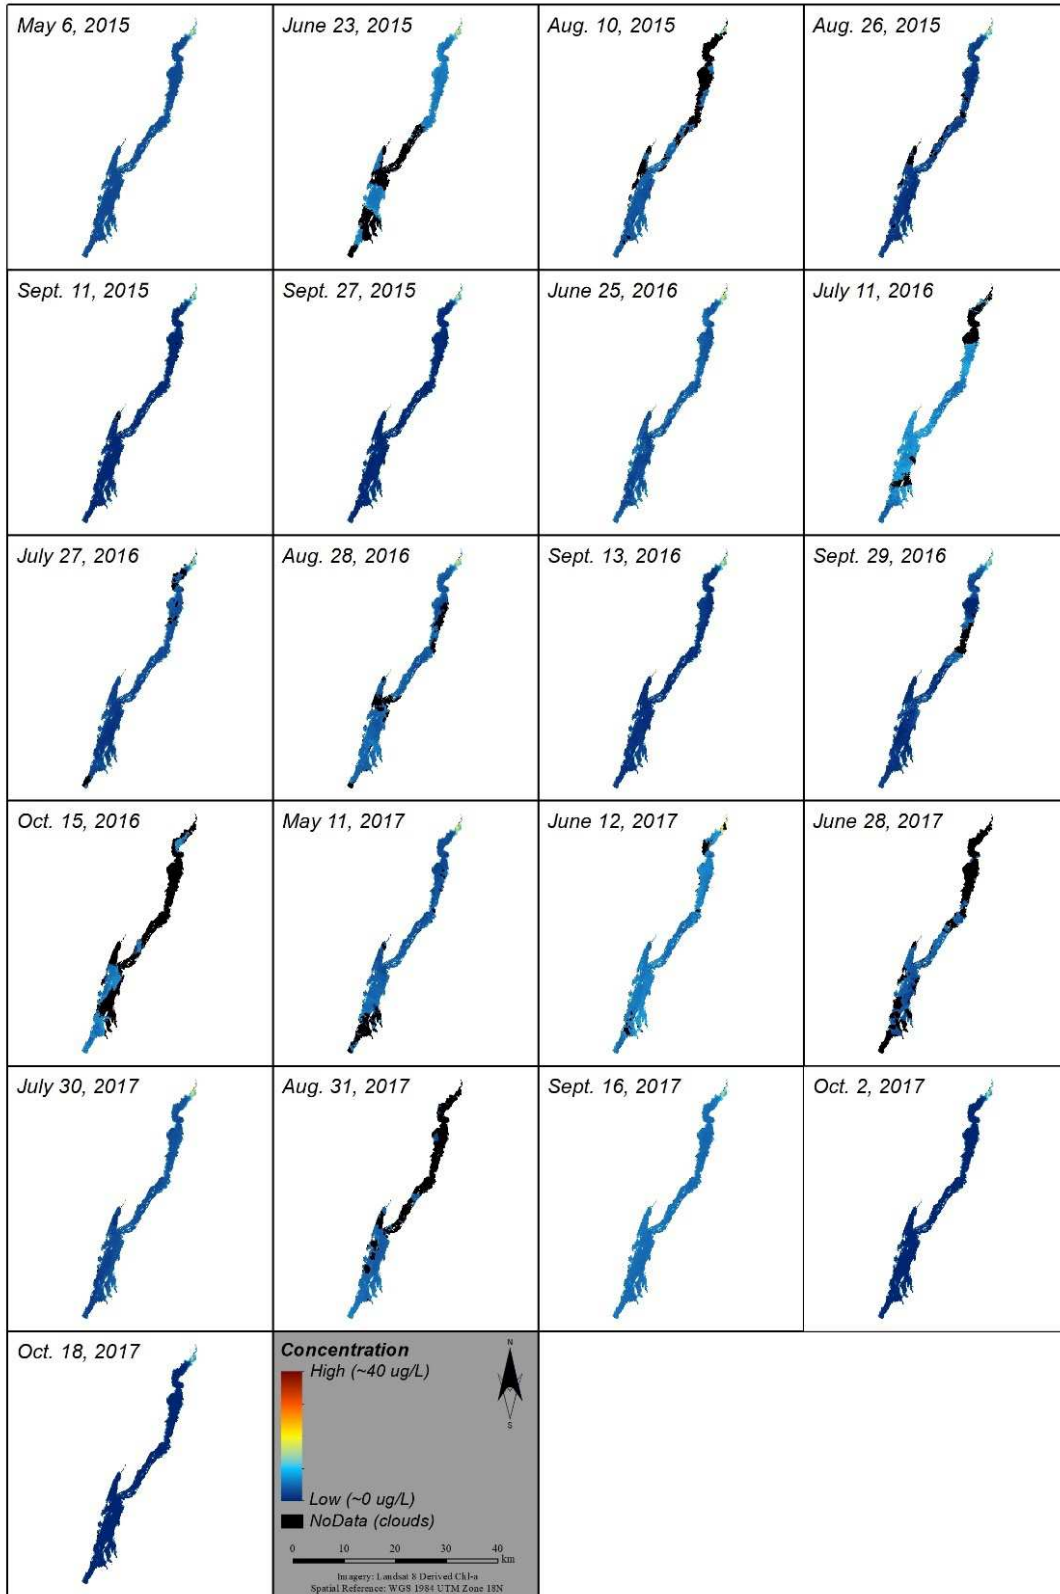 May 6, 2015
June 23, 2015
Aug. 10, 2015
Aug. 26, 2015
Sept. 11, 2015
Sept. 27, 2015
June 25, 2016
July 11, 2016
July 27, 2016
Aug. 28, 2016
Sept. 13, 2016
Sept. 29, 2016
Oct. 15, 2016
May 11, 2017
June 12, 2017
June 28, 2017
July 30, 2017
Aug. 31, 2017
Sept. 16, 2017
Oct. 2, 2017
Oct. 18, 2017
Concentration
High (~40 ug/L)
Low (~0 ug/L)
NoData (clouds)
N
S
0 10 20 30 40
km
Imagery: Landsat 8 Derived Chl-a
Spatial Reference: WGS 1984 UTM Zone 18N